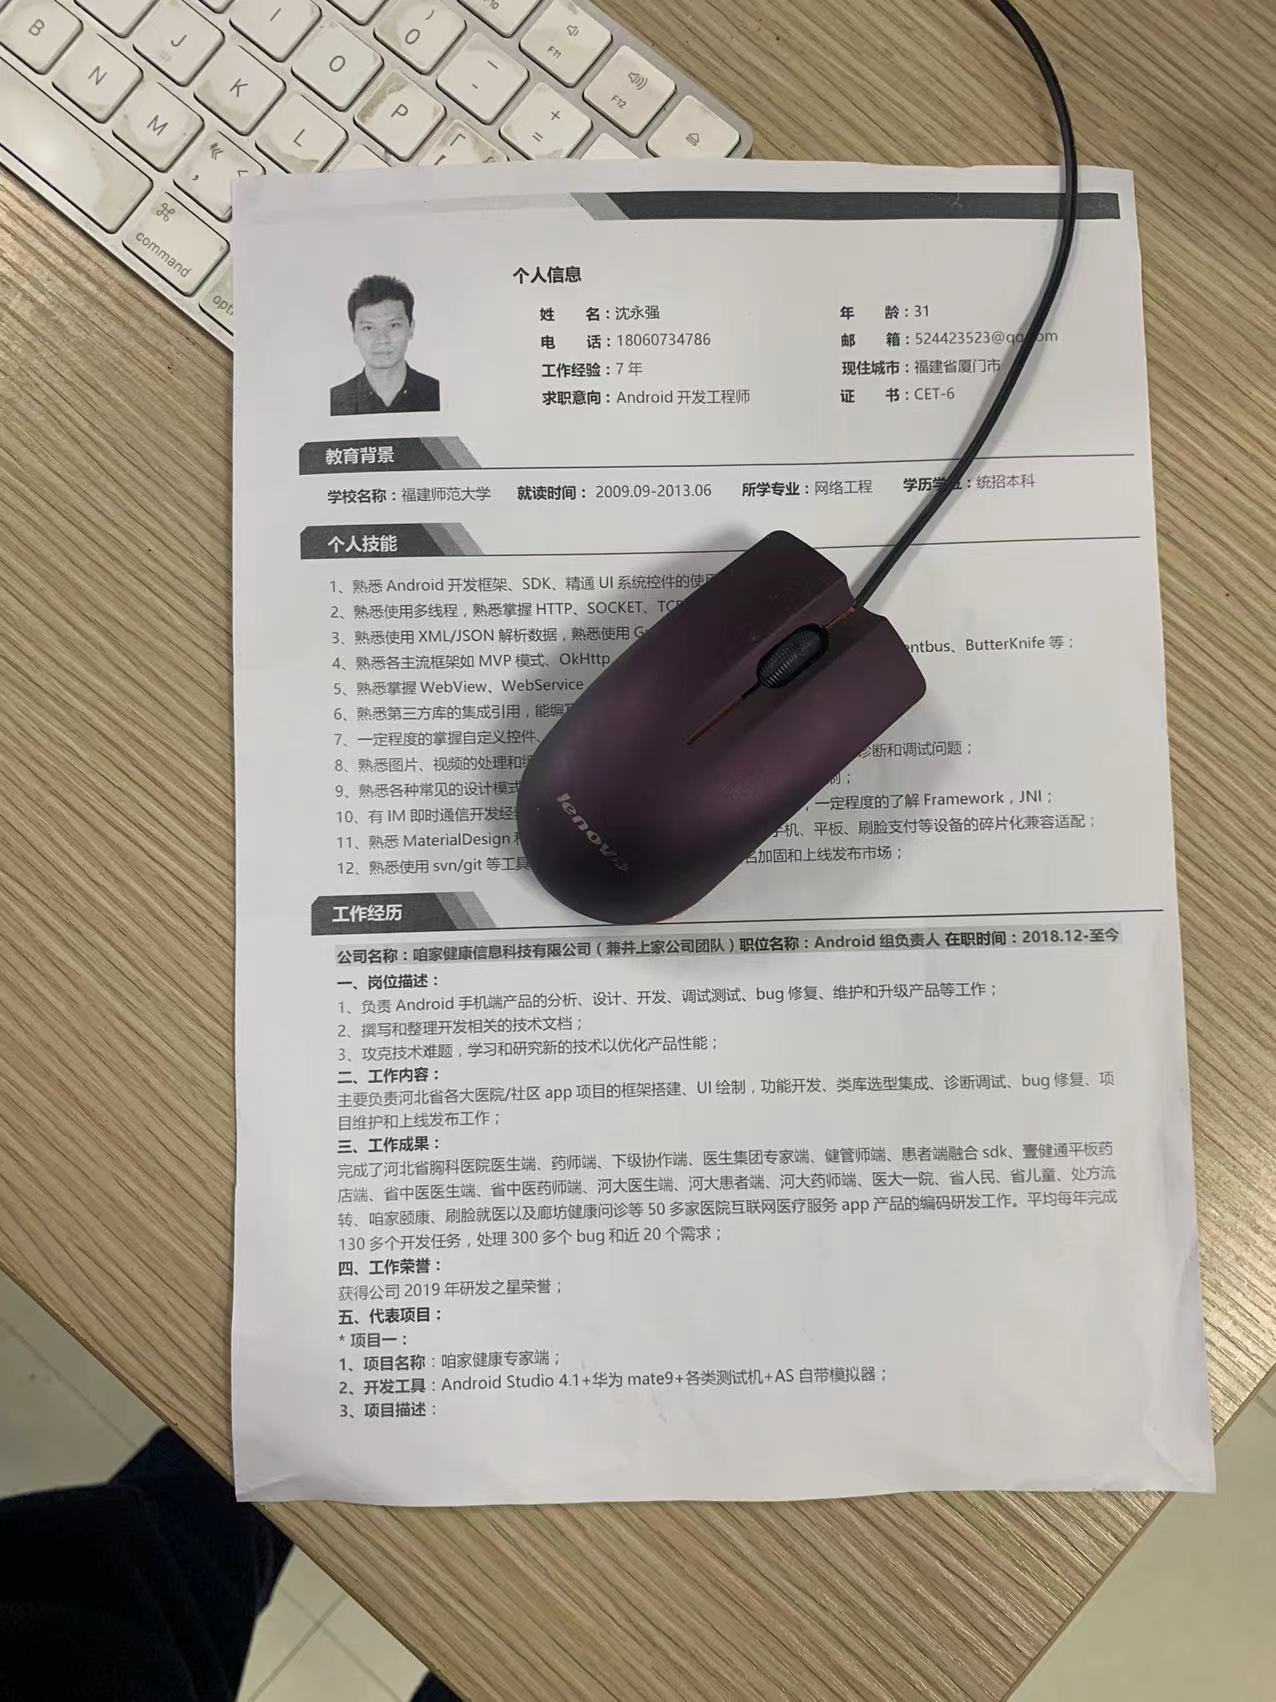 B
N
M
J
K
L
I
O
P
)
0
-
+
=
F10
F11
F12
command
个人信息
姓 名：沈永强 年 龄：31
电 话：18060734786 邮 箱：524423523@qq.com
工作经验：7 年 现住城市：福建省厦门市
求职意向：Android 开发工程师 证 书：CET-6
教育背景
学校名称：福建师范大学 就读时间： 2009.09-2013.06 所学专业：网络工程 学历学位：统招本科
个人技能
1、熟悉 Android 开发框架、SDK、精通 UI 系统控件的使用
2、熟悉使用多线程，熟悉掌握 HTTP、SOCKET、TCP
3、熟悉使用 XML/JSON 解析数据，熟悉使用
4、熟悉各主流框架如 MVP 模式、OkHttp、 entbus、ButterKnife 等；
5、熟悉掌握 WebView、WebService
6、熟悉第三方库的集成引用，能编写
7、一定程度的掌握自定义控件、
8、熟悉图片、视频的处理和 诊断和调试问题；
9、熟悉各种常见的设计模式 制；
10、有 IM 即时通信开发经 ，一定程度的了解 Framework，JNI；
11、熟悉 MaterialDesign 手机、平板、刷脸支付等设备的碎片化兼容适配；
12、熟悉使用 svn/git 等工具 名加固和上线发布市场；
lenovo
工作经历
公司名称：咱家健康信息科技有限公司（兼并上家公司团队）职位名称：Android 组负责人 在职时间：2018.12-至今
一、岗位描述：
1、负责 Android 手机端产品的分析、设计、开发、调试测试、bug 修复、维护和升级产品等工作；
2、撰写和整理开发相关的技术文档；
3、攻克技术难题，学习和研究新的技术以优化产品性能；
二、工作内容：
主要负责河北省各大医院/社区 app 项目的框架搭建、UI 绘制，功能开发、类库选型集成、诊断调试、bug 修复、项
目维护和上线发布工作；
三、工作成果：
完成了河北省胸科医院医生端、药师端、下级协作端、医生集团专家端、健管师端、患者端融合 sdk、壹健通平板药
店端、省中医医生端、省中医药师端、河大医生端、河大患者端、河大药师端、医大一院、省人民、省儿童、处方流
转、咱家颐康、刷脸就医以及廊坊健康问诊等 50 多家医院互联网医疗服务 app 产品的编码研发工作。平均每年完成
130 多个开发任务，处理 300 多个 bug 和近 20 个需求；
四、工作荣誉：
获得公司 2019 年研发之星荣誉；
五、代表项目：
* 项目一：
1、项目名称：咱家健康专家端；
2、开发工具：Android Studio 4.1+华为 mate9+各类测试机+AS 自带模拟器；
3、项目描述：